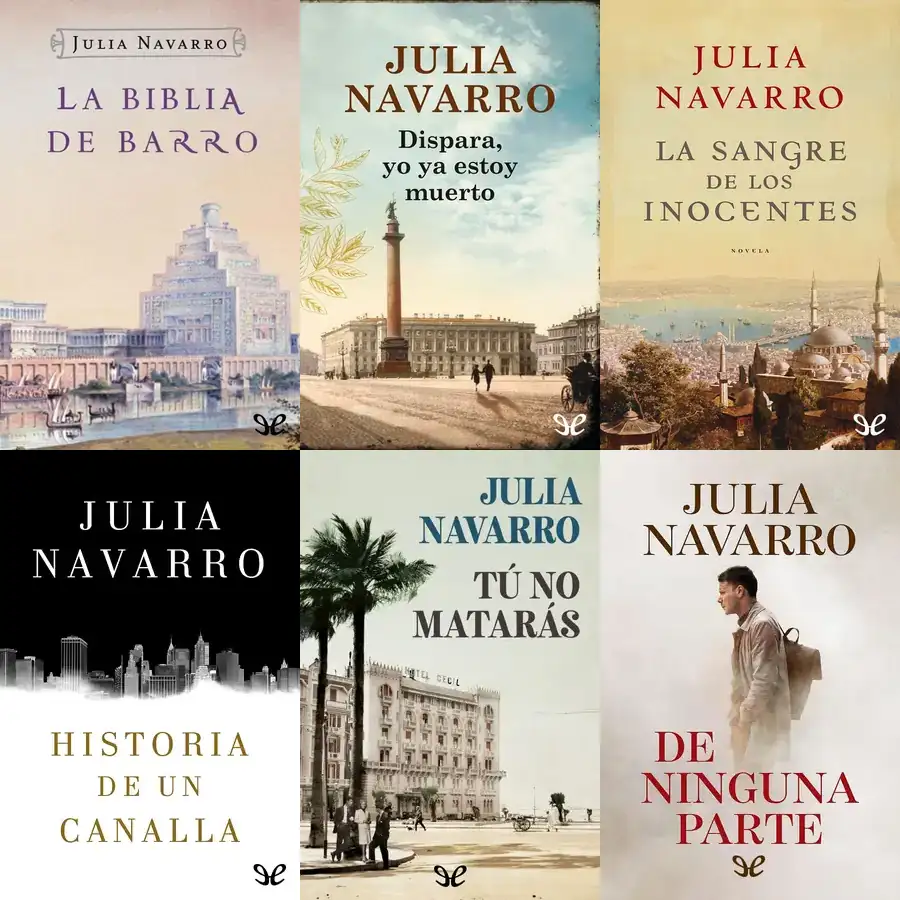 JULIA NAVARRO
LA BIBLIA
DE BARRO
JULIA
NAVARRO
Dispara,
yo ya estoy
muerto
JULIA
NAVARRO
LA SANGRE
DE LOS
INOCENTES
NOVELA
JULIA
NAVARRO
HISTORIA
DE UN
CANALLA
JULIA
NAVARRO
TÚ NO
MATARÁS
HOTEL CECIL
JULIA
NAVARRO
DE
NINGUNA
PARTE